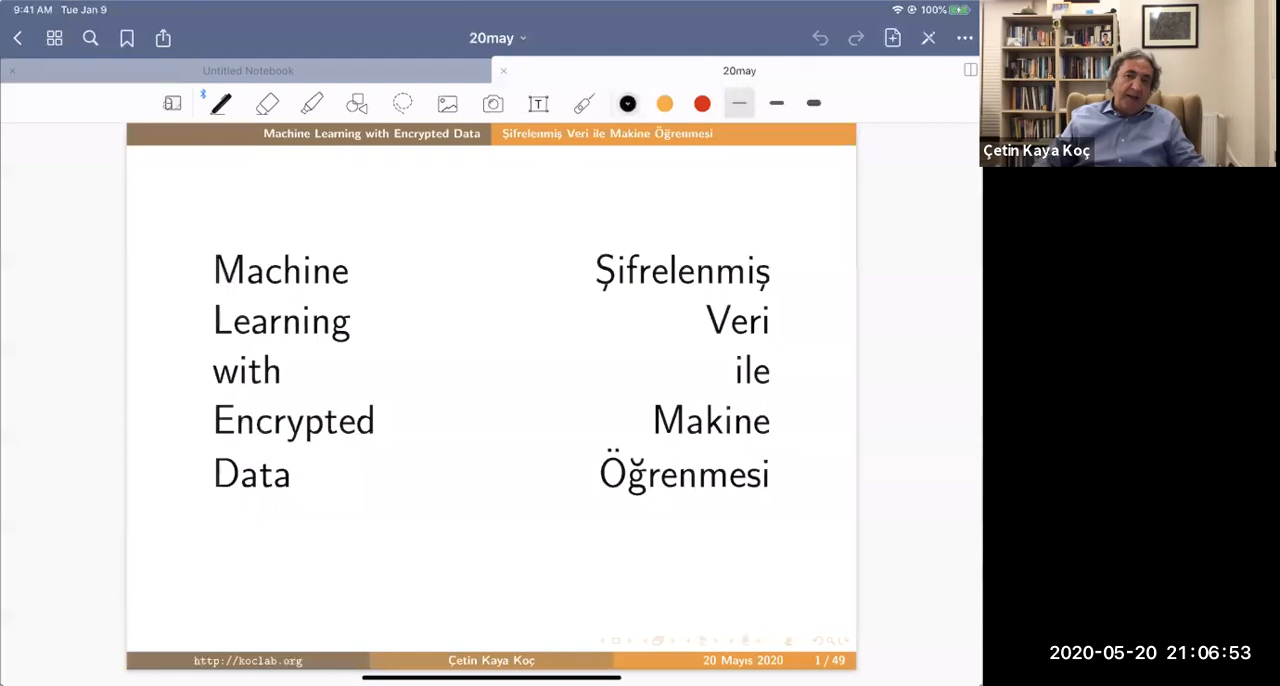 9:41 AM Tue Jan 9
100%
20may
Untitled Notebook
20may
T
Machine Learning with Encrypted Data
Şifrelenmiş Veri ile Makine Öğrenmesi
Machine
Learning
with
Encrypted
Data
Şifrelenmiş
Veri
ile
Makine
Öğrenmesi
http://koclab.org
Çetin Kaya Koç
20 Mayıs 2020
1 / 49
Çetin Kaya Koç
2020-05-20 21:06:53